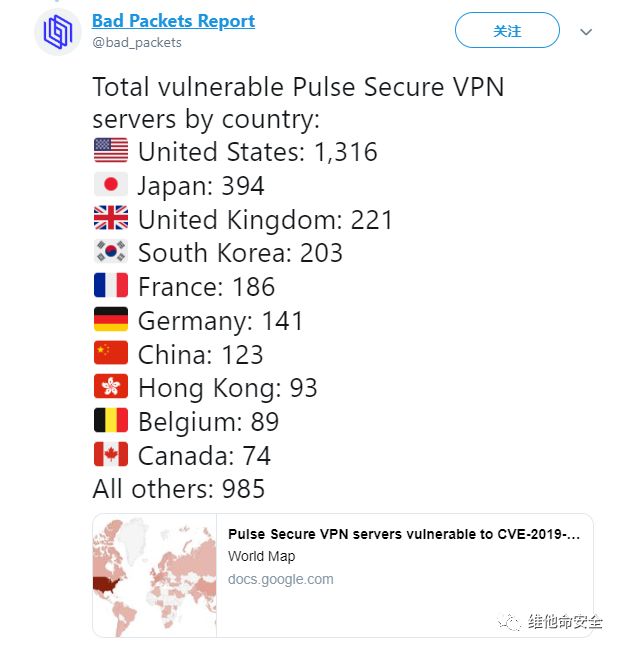 Bad Packets Report
@bad_packets
关注
Total vulnerable Pulse Secure VPN
servers by country:
United States: 1,316
Japan: 394
United Kingdom: 221
South Korea: 203
France: 186
Germany: 141
China: 123
Hong Kong: 93
Belgium: 89
Canada: 74
All others: 985
Pulse Secure VPN servers vulnerable to CVE-2019-...
World Map
docs.google.com
维他命安全